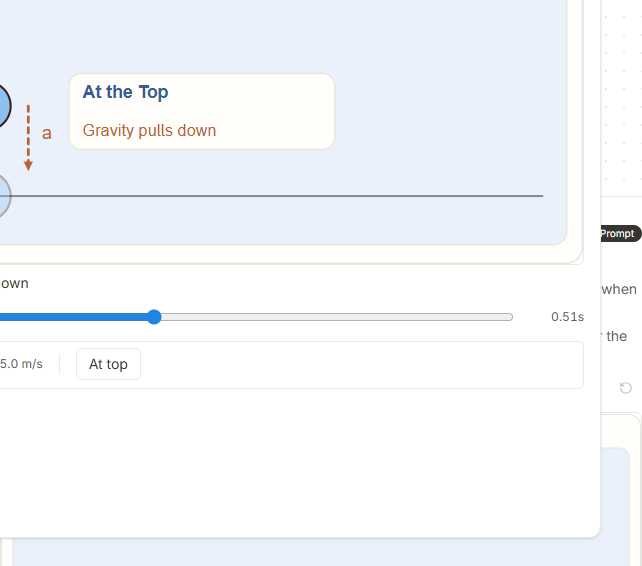 At the Top
Gravity pulls down
a
Prompt
own
when
0.51s
the
5.0 m/s
At top